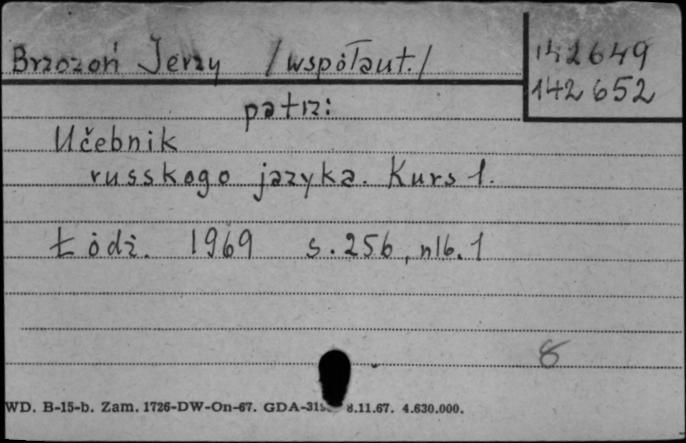 Brzozoń Jerzy /współaut./
142649
142652
patrz:
Učebnik
russkogo jazyka. Kurs 1.
Łódź. 1969 s. 256, nlb. 1
8
WD. B-15-b. Zam. 1726-DW-On-67. GDA-31 8.11.67. 4.630.000.